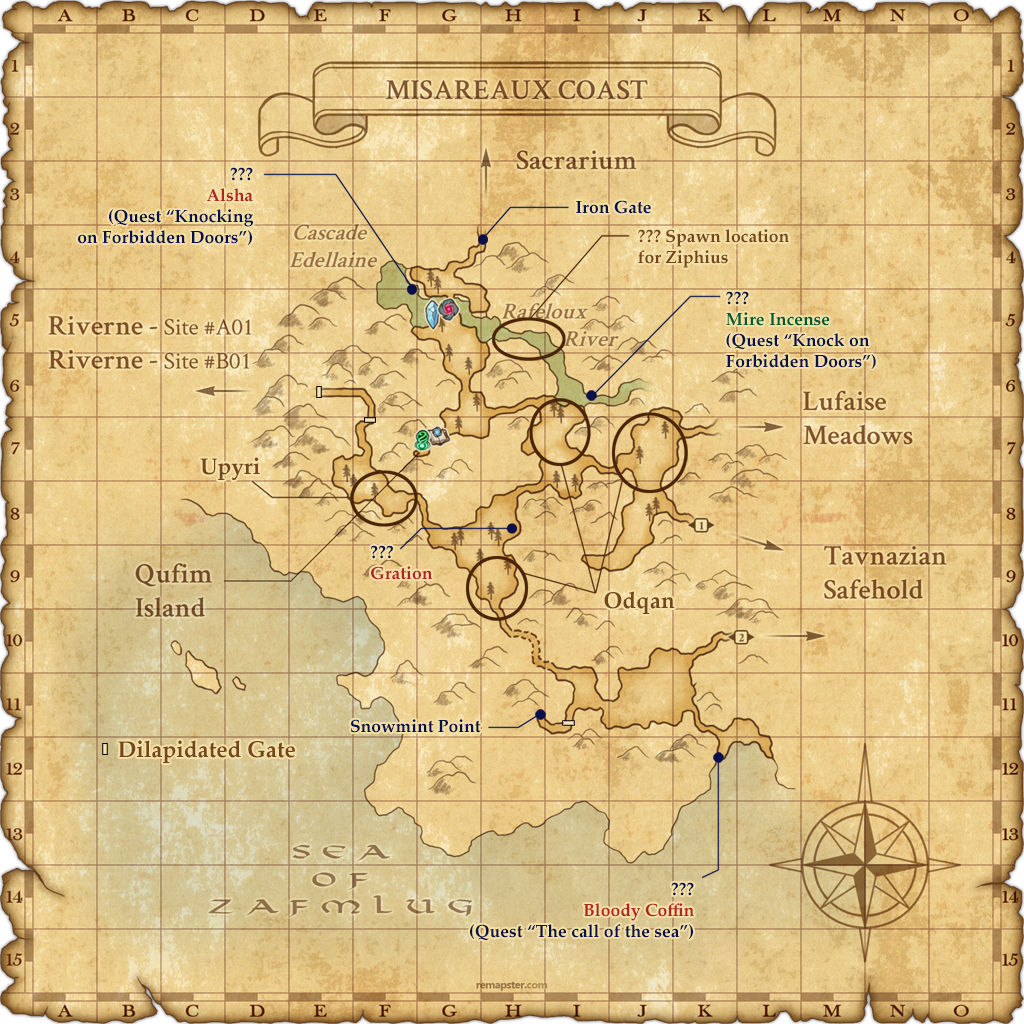 A B C D E F G H I J K L M N O
MISAREAUX COAST
Sacrarium
???
Alsha
(Quest “Knocking
on Forbidden Doors”)
Iron Gate
Cascade
Edellaine
??? Spawn location
for Ziphius
Rafeloux
River
???
Mire Incense
(Quest “Knock on
Forbidden Doors”)
Riverne - Site #A01
Riverne - Site #B01
Lufaise
Meadows
Upyri
1
???
Gration
Qufim
Island
Tavnazian
Safehold
Odqan
2
Snowmint Point
Dilapidated Gate
SEA
OF
ZAFMLUG
???
Bloody Coffin
(Quest “The call of the sea”)
remapster.com
1 1
2 2
3 3
4 4
5 5
6 6
7 7
8 8
9 9
10 10
11 11
12 12
13 13
14 14
15 15
A B C D E F G H I J K L M N O